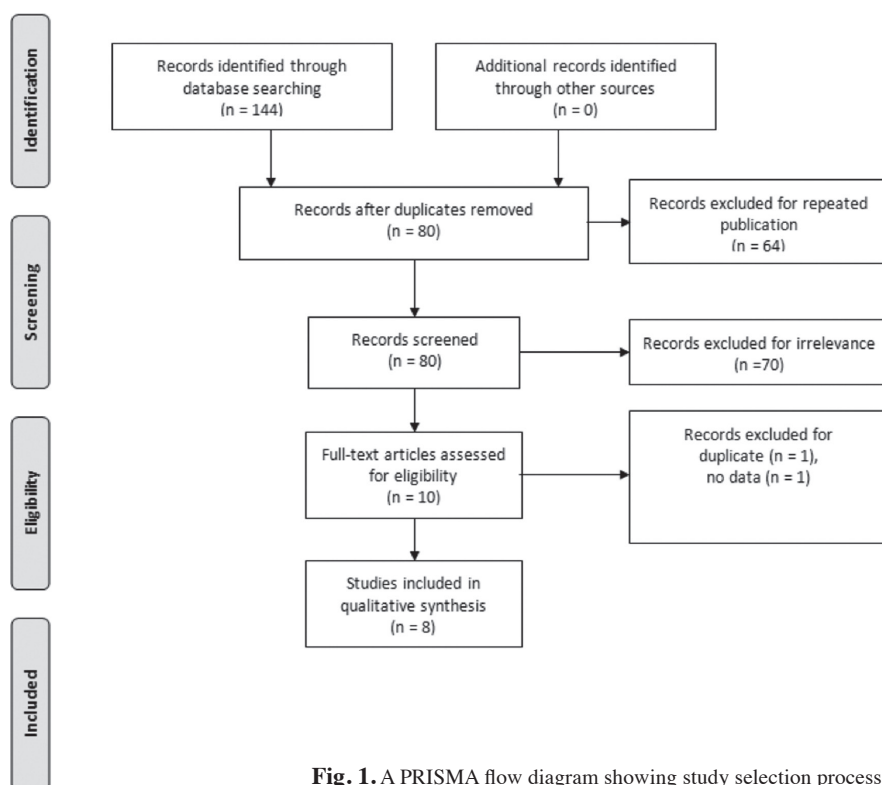 Identification
Records identified through
database searching
(n = 144)
Additional records identified
through other sources
(n = 0)
Records after duplicates removed
(n = 80)
Records excluded for repeated
publication
(n = 64)
Screening
Records screened
(n = 80)
Records excluded for irrelevance
(n =70)
Eligibility
Full-text articles assessed
for eligibility
(n = 10)
Records excluded for
duplicate (n = 1),
no data (n = 1)
Studies included in
qualitative synthesis
(n = 8)
Included
Fig. 1. A PRISMA flow diagram showing study selection process